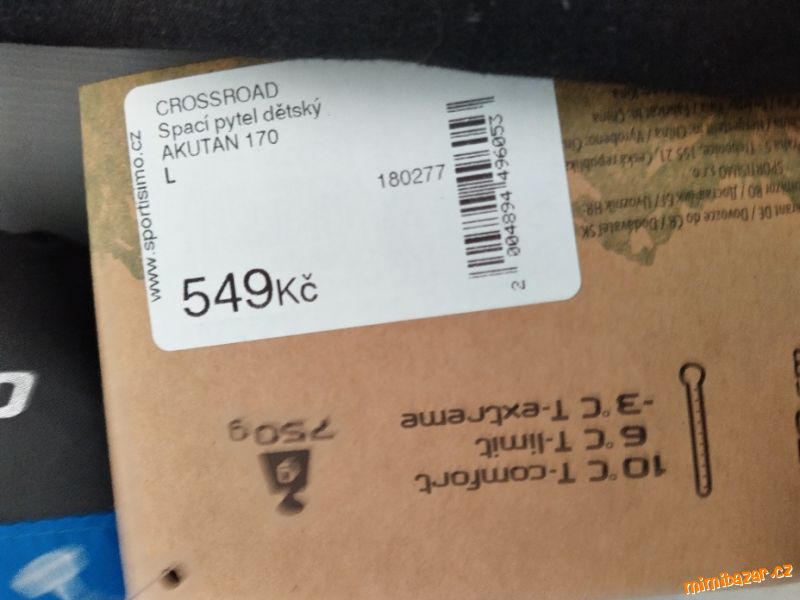 CROSSROAD
Spací pytel dětský
AKUTAN 170
L
180277
www.sportisimo.cz
549Kč
2 004894 496053
10°C T-comfort
6°C T-limit
-3°C T-extreme
750g
SPORTISIMO s.r.o.
mimibazar.cz